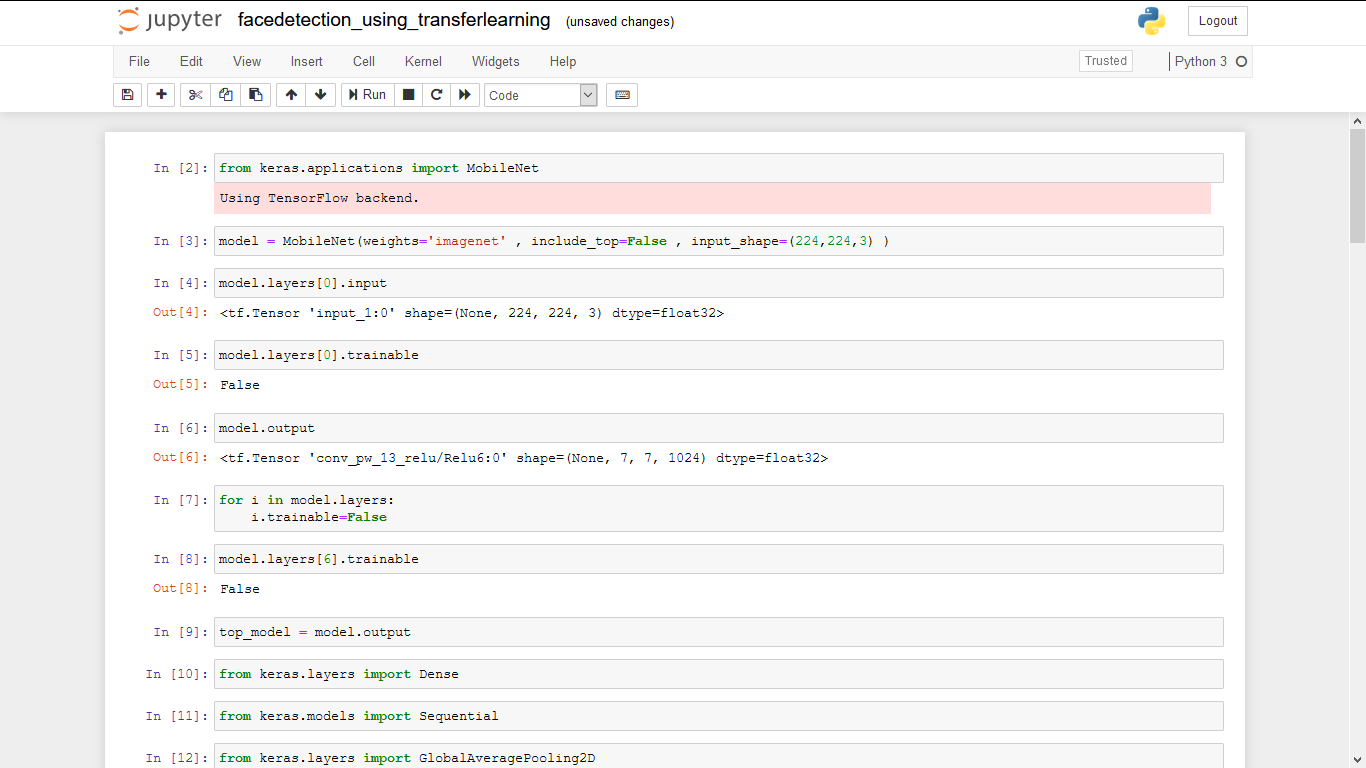 jupyter facedetection_using_transferlearning (unsaved changes) Logout
File Edit View Insert Cell Kernel Widgets Help Trusted Python 3
Run Code
In [2]: from keras.applications import MobileNet
Using TensorFlow backend.
In [3]: model = MobileNet(weights='imagenet' , include_top=False , input_shape=(224,224,3) )
In [4]: model.layers[0].input
Out[4]: <tf.Tensor 'input_1:0' shape=(None, 224, 224, 3) dtype=float32>
In [5]: model.layers[0].trainable
Out[5]: False
In [6]: model.output
Out[6]: <tf.Tensor 'conv_pw_13_relu/Relu6:0' shape=(None, 7, 7, 1024) dtype=float32>
In [7]: for i in model.layers:
i.trainable=False
In [8]: model.layers[6].trainable
Out[8]: False
In [9]: top_model = model.output
In [10]: from keras.layers import Dense
In [11]: from keras.models import Sequential
In [12]: from keras.layers import GlobalAveragePooling2D